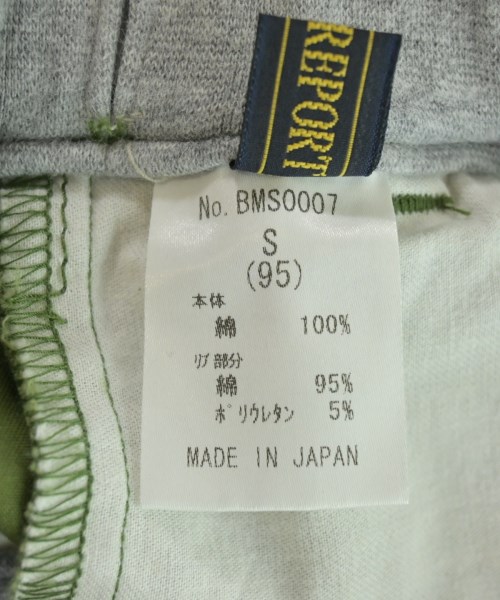 REPORT
No. BMS0007
S
(95)
本体
綿 100%
ﾘﾌﾞ部分
綿 95%
ﾎﾟﾘｳﾚﾀﾝ 5%
MADE IN JAPAN